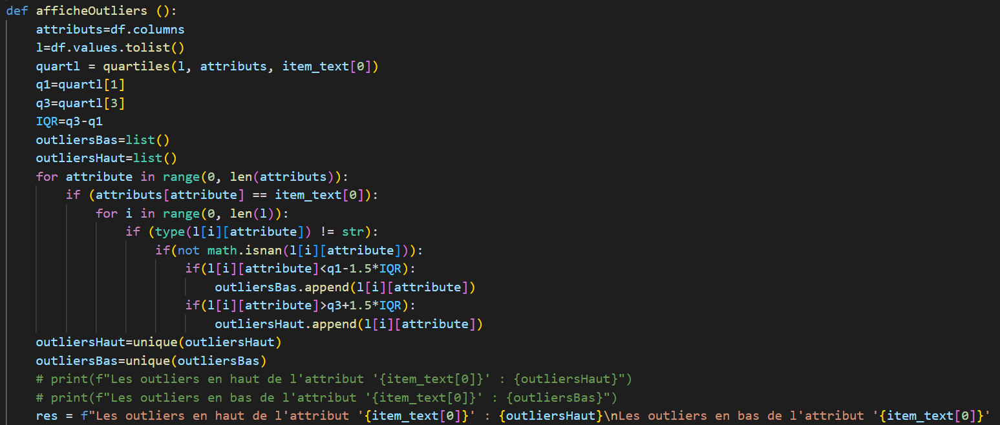 def afficheOutliers ():
    attributs=df.columns
    l=df.values.tolist()
    quartl = quartiles(l, attributs, item_text[0])
    q1=quartl[1]
    q3=quartl[3]
    IQR=q3-q1
    outliersBas=list()
    outliersHaut=list()
    for attribute in range(0, len(attributs)):
        if (attributs[attribute] == item_text[0]):
            for i in range(0, len(l)):
                if (type(l[i][attribute]) != str):
                    if(not math.isnan(l[i][attribute])):
                        if(l[i][attribute]<q1-1.5*IQR):
                            outliersBas.append(l[i][attribute])
                        if(l[i][attribute]>q3+1.5*IQR):
                            outliersHaut.append(l[i][attribute])
    outliersHaut=unique(outliersHaut)
    outliersBas=unique(outliersBas)
    # print(f"Les outliers en haut de l'attribut '{item_text[0]}' : {outliersHaut}")
    # print(f"Les outliers en bas de l'attribut '{item_text[0]}' : {outliersBas}")
    res = f"Les outliers en haut de l'attribut '{item_text[0]}' : {outliersHaut}\nLes outliers en bas de l'attribut '{item_text[0]}'